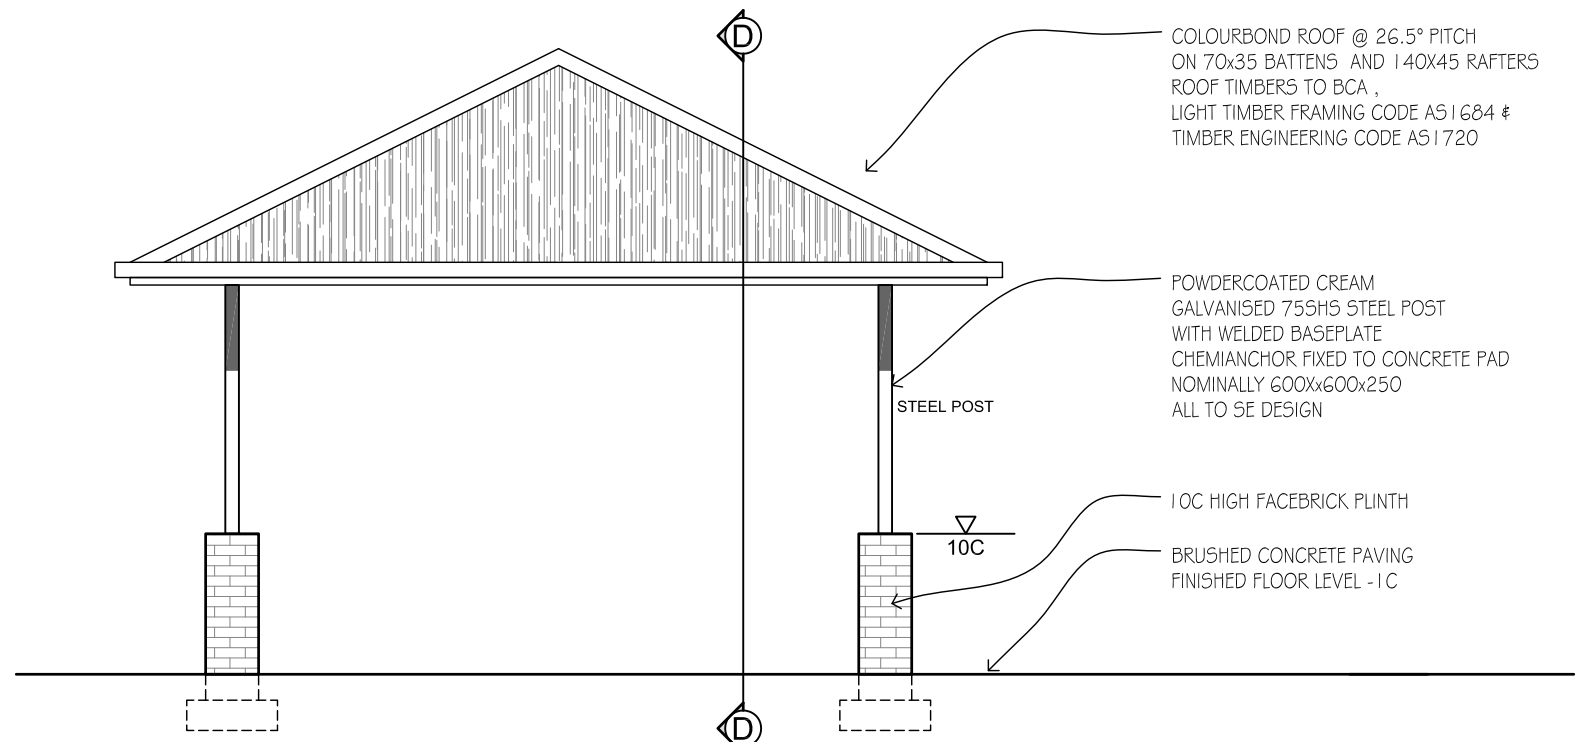 D
COLOURBOND ROOF @ 26.5° PITCH
ON 70x35 BATTENS AND 140X45 RAFTERS
ROOF TIMBERS TO BCA ,
LIGHT TIMBER FRAMING CODE AS1684 &
TIMBER ENGINEERING CODE AS1720
POWDERCOATED CREAM
GALVANISED 75SHS STEEL POST
WITH WELDED BASEPLATE
CHEMIANCHOR FIXED TO CONCRETE PAD
NOMINALLY 600Xx600x250
ALL TO SE DESIGN
STEEL POST
10C HIGH FACEBRICK PLINTH
10C
BRUSHED CONCRETE PAVING
FINISHED FLOOR LEVEL -1C
D